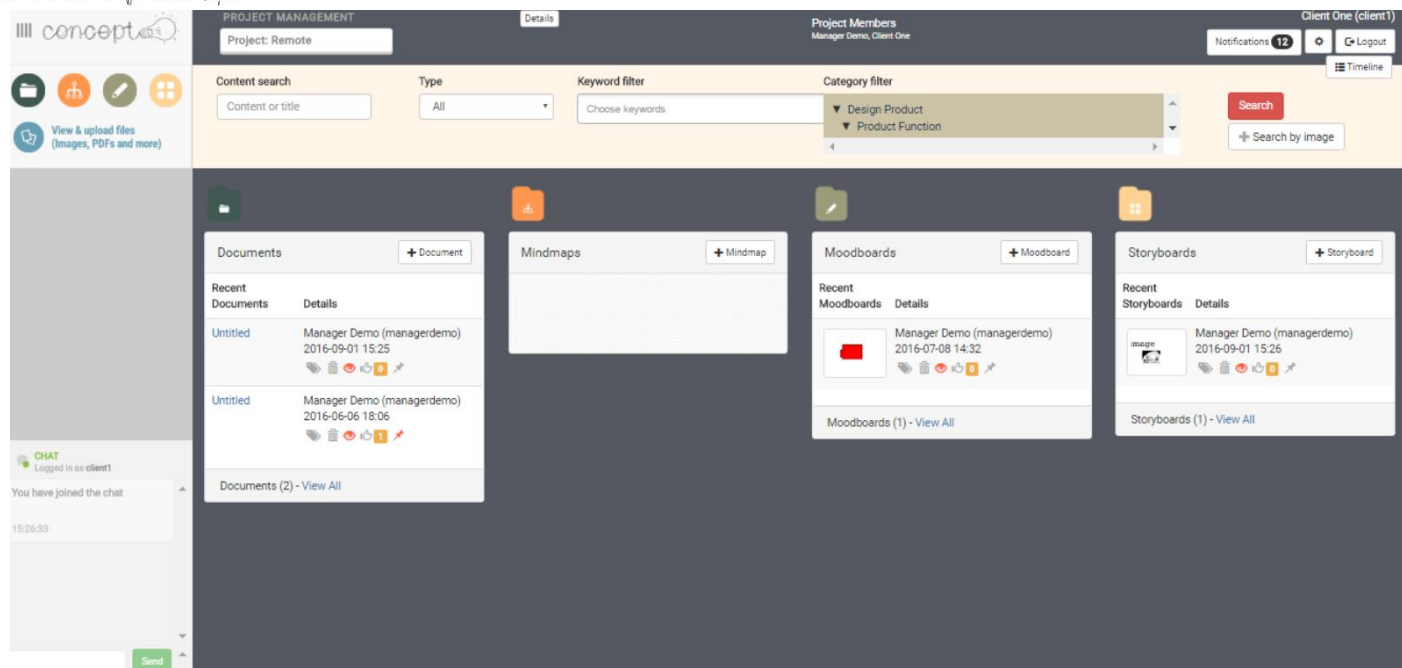 concept
PROJECT MANAGEMENT
Project: Remote
Details
Project Members
Manager Demo, Client One
Client One (client1)
Notifications 12
Logout
Timeline
View & upload files
(Images, PDFs and more)
Content search
Content or title
Type
All
Keyword filter
Choose keywords
Category filter
▼ Design Product
▼ Product Function
Search
+ Search by image
Documents
+ Document
Recent
Documents Details
Untitled Manager Demo (managerdemo)
2016-09-01 15:25
0
Untitled Manager Demo (managerdemo)
2016-06-06 18:06
1
Documents (2) - View All
Mindmaps
+ Mindmap
Moodboards
+ Moodboard
Recent
Moodboards Details
Manager Demo (managerdemo)
2016-07-08 14:32
0
Moodboards (1) - View All
Storyboards
+ Storyboard
Recent
Storyboards Details
image
Manager Demo (managerdemo)
2016-09-01 15:26
0
Storyboards (1) - View All
CHAT
Logged in as client1
You have joined the chat
15:26:33
Send